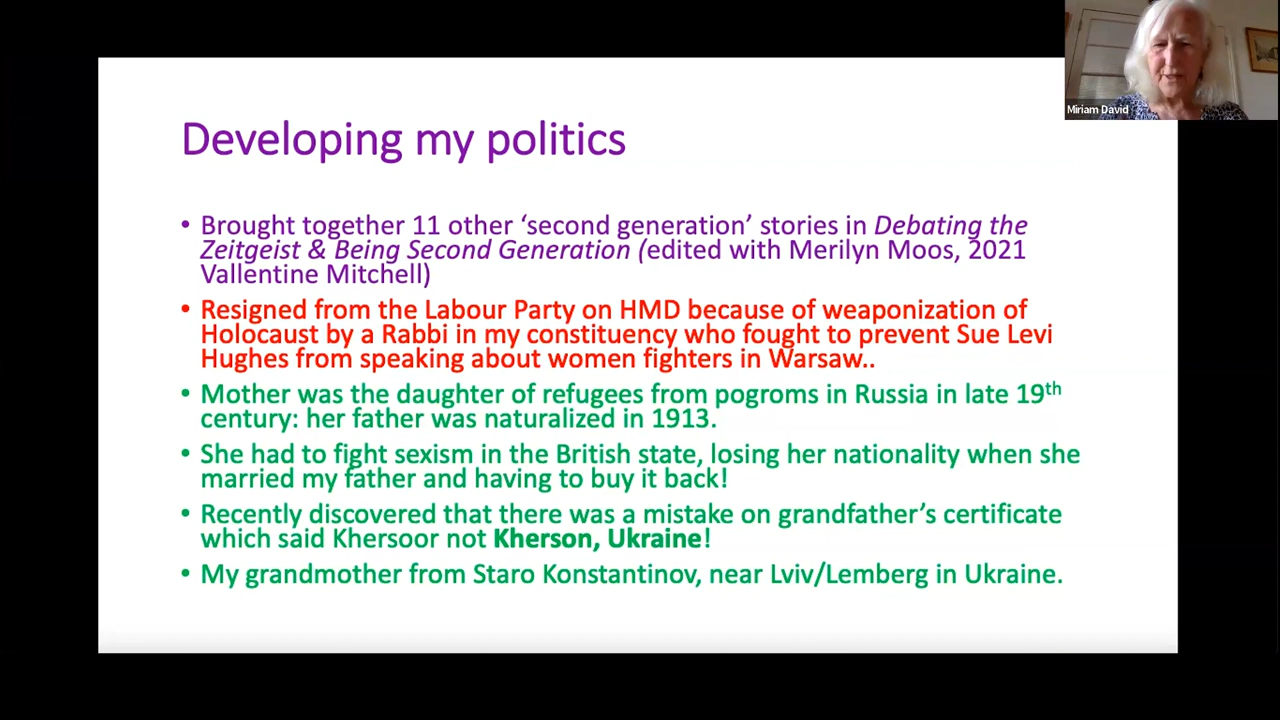 Miriam David
Developing my politics
• Brought together 11 other ‘second generation’ stories in Debating the
Zeitgeist & Being Second Generation (edited with Merilyn Moos, 2021
Vallentine Mitchell)
• Resigned from the Labour Party on HMD because of weaponization of
Holocaust by a Rabbi in my constituency who fought to prevent Sue Levi
Hughes from speaking about women fighters in Warsaw..
• Mother was the daughter of refugees from pogroms in Russia in late 19th
century: her father was naturalized in 1913.
• She had to fight sexism in the British state, losing her nationality when she
married my father and having to buy it back!
• Recently discovered that there was a mistake on grandfather’s certificate
which said Khersoor not Kherson, Ukraine!
• My grandmother from Staro Konstantinov, near Lviv/Lemberg in Ukraine.